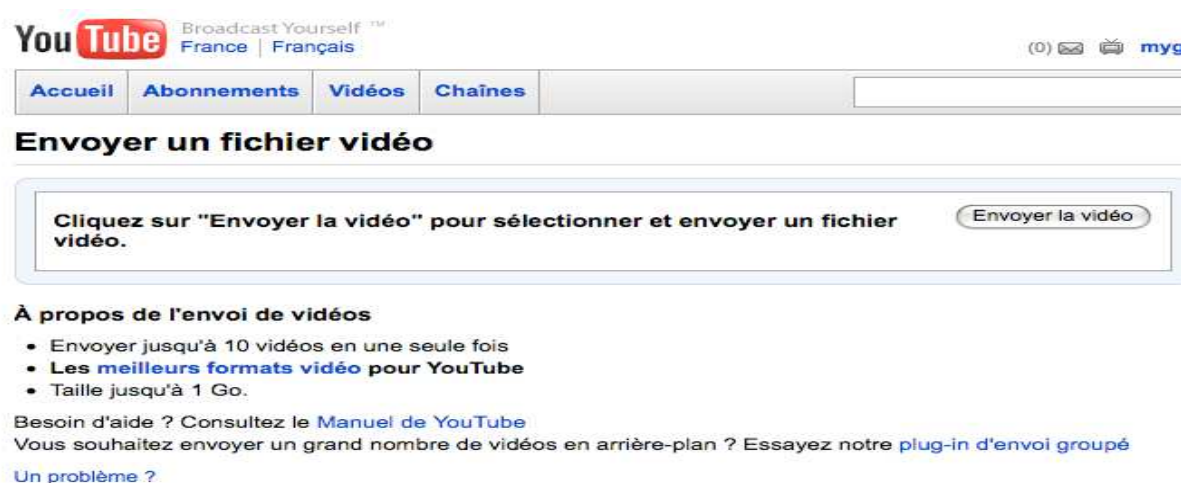 YouTube Broadcast Yourself ™
France | Français
(0) myg
Accueil Abonnements Vidéos Chaînes
Envoyer un fichier vidéo
Cliquez sur "Envoyer la vidéo" pour sélectionner et envoyer un fichier
vidéo.
Envoyer la vidéo
À propos de l'envoi de vidéos
• Envoyer jusqu'à 10 vidéos en une seule fois
• Les meilleurs formats vidéo pour YouTube
• Taille jusqu'à 1 Go.
Besoin d'aide ? Consultez le Manuel de YouTube
Vous souhaitez envoyer un grand nombre de vidéos en arrière-plan ? Essayez notre plug-in d'envoi groupé
Un problème ?